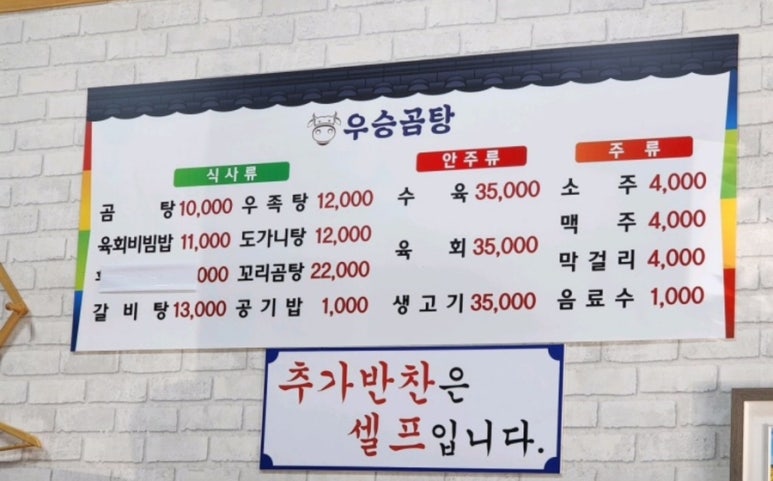 우승곰탕
식사류
곰 탕 10,000 우족탕 12,000
육회비빔밥 11,000 도가니탕 12,000
000 꼬리곰탕 22,000
갈비탕 13,000 공기밥 1,000
안주류
수 육 35,000
육 회 35,000
생고기 35,000
주류
소 주 4,000
맥 주 4,000
막걸리 4,000
음료수 1,000
추가반찬은
셀프입니다.